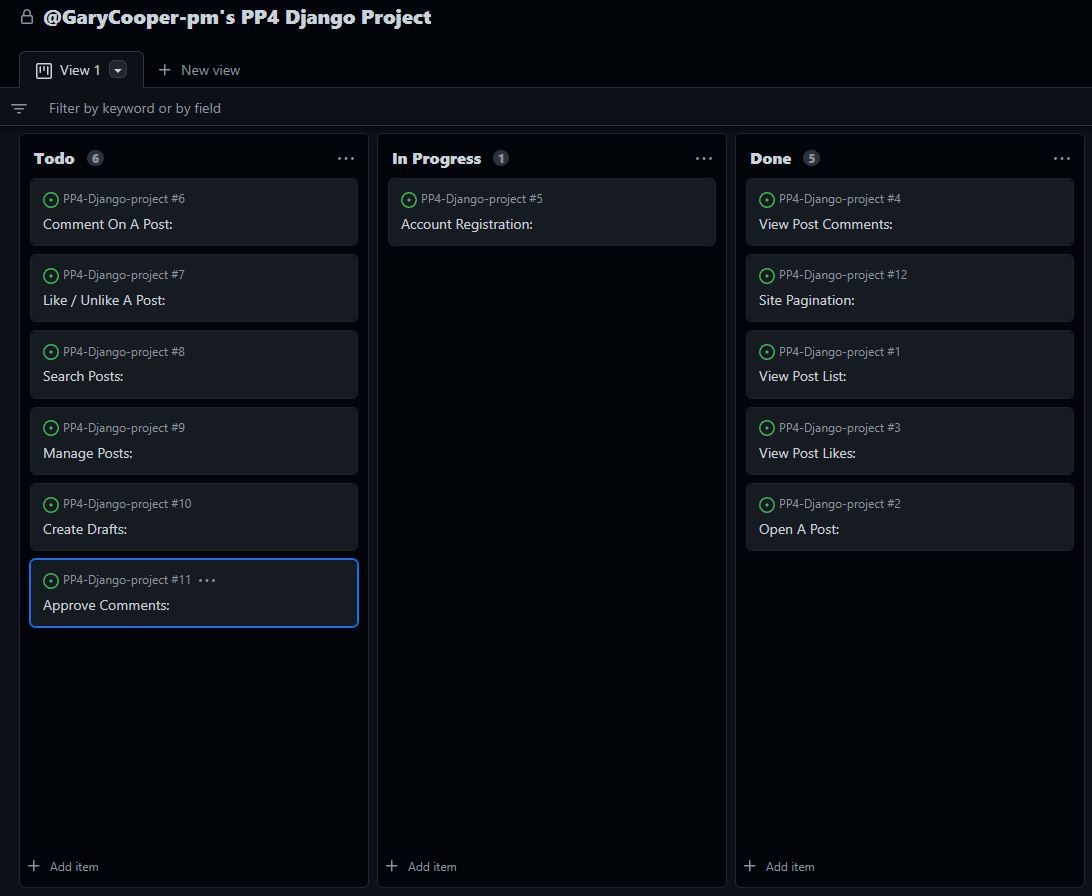 @GaryCooper-pm's PP4 Django Project
View 1
New view
Filter by keyword or by field
Todo 6
PP4-Django-project #6
Comment On A Post:
PP4-Django-project #7
Like / Unlike A Post:
PP4-Django-project #8
Search Posts:
PP4-Django-project #9
Manage Posts:
PP4-Django-project #10
Create Drafts:
PP4-Django-project #11
Approve Comments:
Add item
In Progress 1
PP4-Django-project #5
Account Registration:
Add item
Done 5
PP4-Django-project #4
View Post Comments:
PP4-Django-project #12
Site Pagination:
PP4-Django-project #1
View Post List:
PP4-Django-project #3
View Post Likes:
PP4-Django-project #2
Open A Post:
Add item